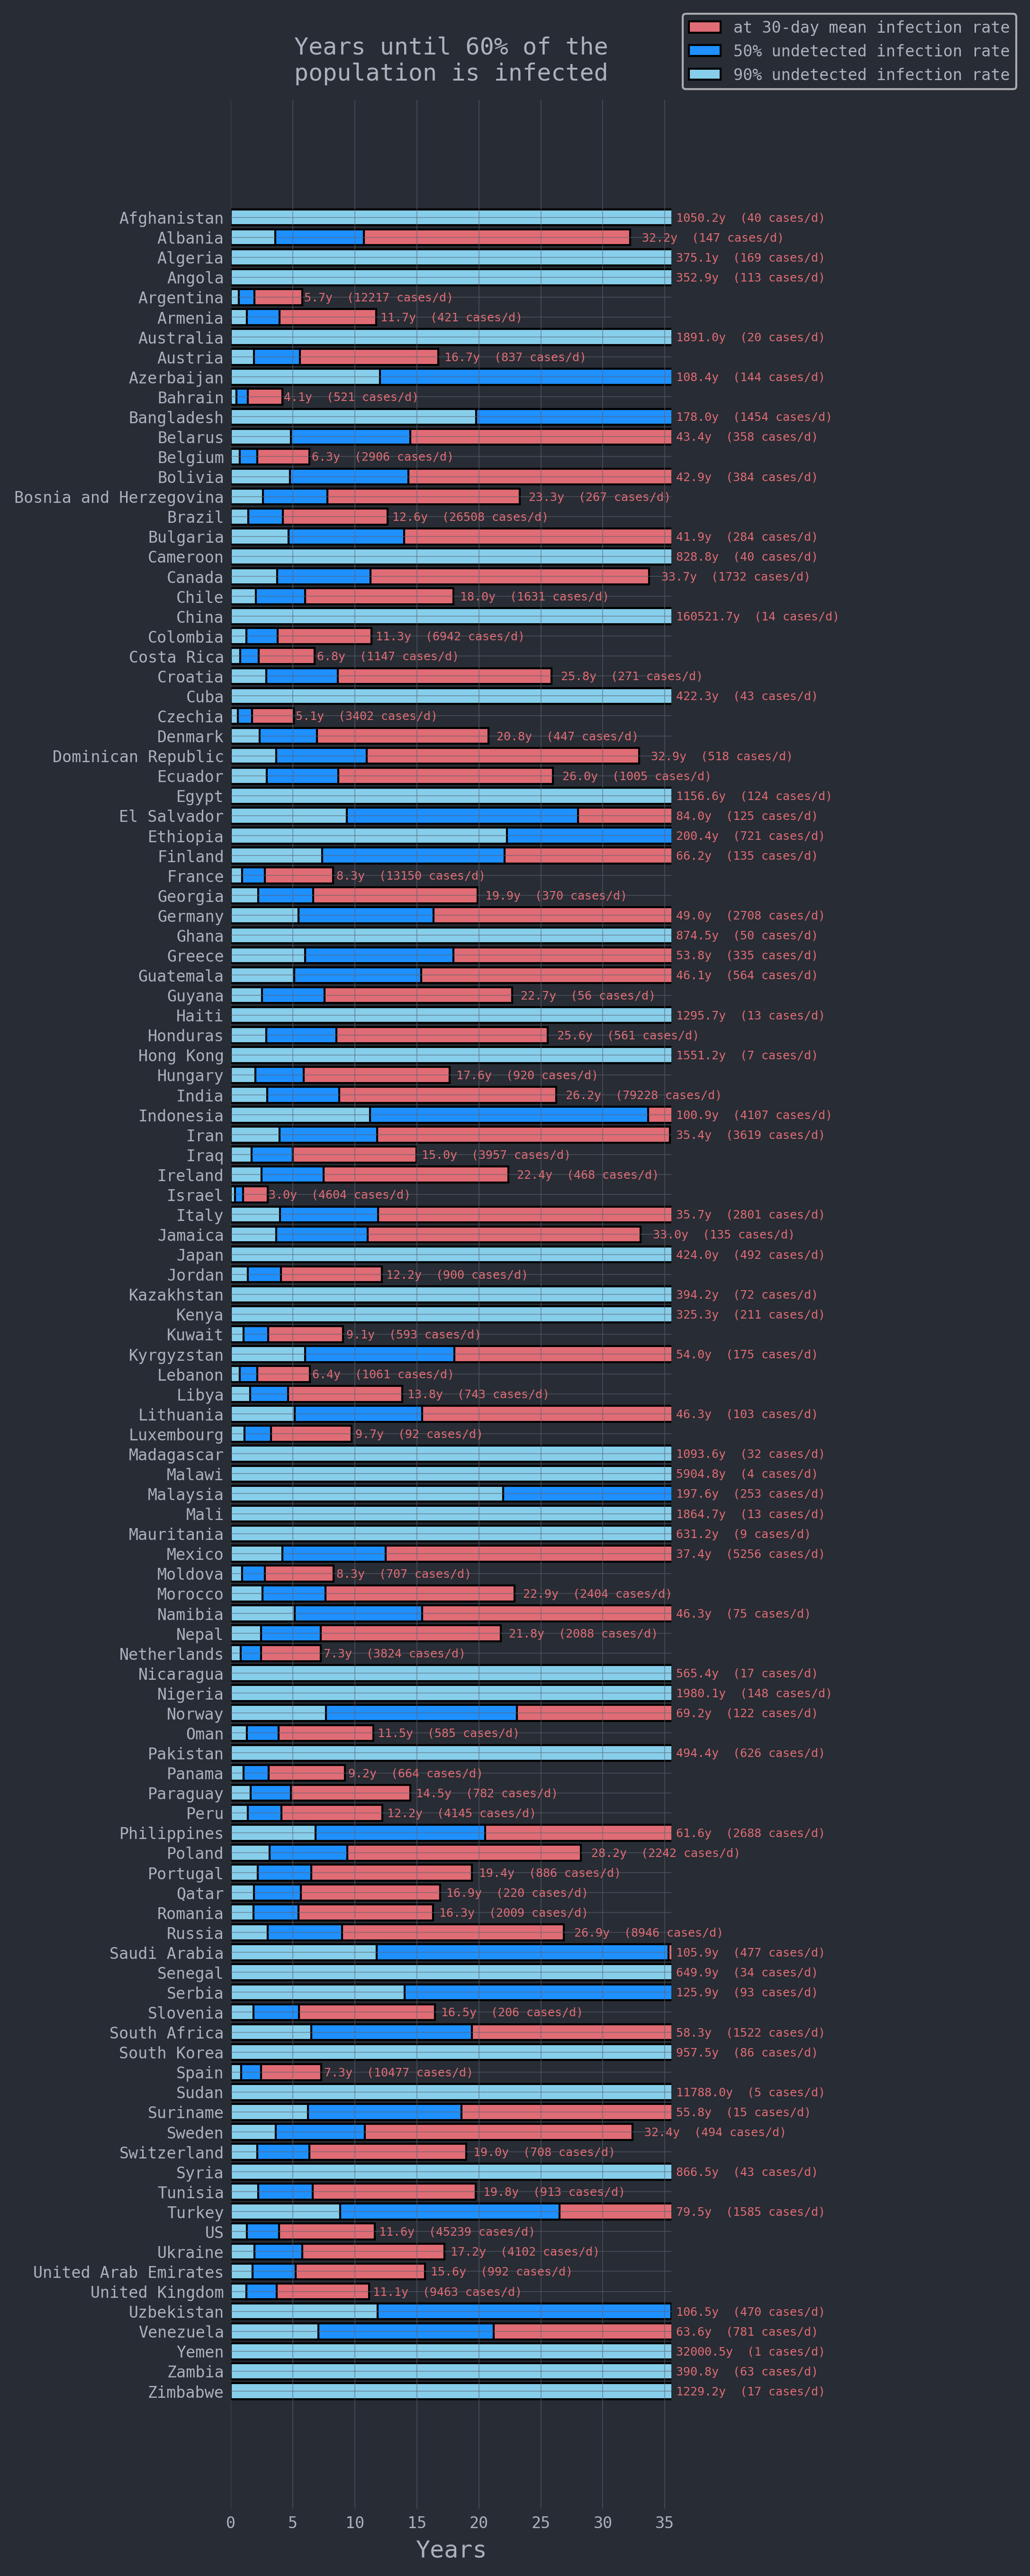 at 30-day mean infection rate
50% undetected infection rate
90% undetected infection rate
Years until 60% of the
population is infected
Afghanistan 1050.2y (40 cases/d)
Albania 32.2y (147 cases/d)
Algeria 375.1y (169 cases/d)
Angola 352.9y (113 cases/d)
Argentina 5.7y (12217 cases/d)
Armenia 11.7y (421 cases/d)
Australia 1891.0y (20 cases/d)
Austria 16.7y (837 cases/d)
Azerbaijan 108.4y (144 cases/d)
Bahrain 4.1y (521 cases/d)
Bangladesh 178.0y (1454 cases/d)
Belarus 43.4y (358 cases/d)
Belgium 6.3y (2906 cases/d)
Bolivia 42.9y (384 cases/d)
Bosnia and Herzegovina 23.3y (267 cases/d)
Brazil 12.6y (26508 cases/d)
Bulgaria 41.9y (284 cases/d)
Cameroon 828.8y (40 cases/d)
Canada 33.7y (1732 cases/d)
Chile 18.0y (1631 cases/d)
China 160521.7y (14 cases/d)
Colombia 11.3y (6942 cases/d)
Costa Rica 6.8y (1147 cases/d)
Croatia 25.8y (271 cases/d)
Cuba 422.3y (43 cases/d)
Czechia 5.1y (3402 cases/d)
Denmark 20.8y (447 cases/d)
Dominican Republic 32.9y (518 cases/d)
Ecuador 26.0y (1005 cases/d)
Egypt 1156.6y (124 cases/d)
El Salvador 84.0y (125 cases/d)
Ethiopia 200.4y (721 cases/d)
Finland 66.2y (135 cases/d)
France 8.3y (13150 cases/d)
Georgia 19.9y (370 cases/d)
Germany 49.0y (2708 cases/d)
Ghana 874.5y (50 cases/d)
Greece 53.8y (335 cases/d)
Guatemala 46.1y (564 cases/d)
Guyana 22.7y (56 cases/d)
Haiti 1295.7y (13 cases/d)
Honduras 25.6y (561 cases/d)
Hong Kong 1551.2y (7 cases/d)
Hungary 17.6y (920 cases/d)
India 26.2y (79228 cases/d)
Indonesia 100.9y (4107 cases/d)
Iran 35.4y (3619 cases/d)
Iraq 15.0y (3957 cases/d)
Ireland 22.4y (468 cases/d)
Israel 3.0y (4604 cases/d)
Italy 35.7y (2801 cases/d)
Jamaica 33.0y (135 cases/d)
Japan 424.0y (492 cases/d)
Jordan 12.2y (900 cases/d)
Kazakhstan 394.2y (72 cases/d)
Kenya 325.3y (211 cases/d)
Kuwait 9.1y (593 cases/d)
Kyrgyzstan 54.0y (175 cases/d)
Lebanon 6.4y (1061 cases/d)
Libya 13.8y (743 cases/d)
Lithuania 46.3y (103 cases/d)
Luxembourg 9.7y (92 cases/d)
Madagascar 1093.6y (32 cases/d)
Malawi 5904.8y (4 cases/d)
Malaysia 197.6y (253 cases/d)
Mali 1864.7y (13 cases/d)
Mauritania 631.2y (9 cases/d)
Mexico 37.4y (5256 cases/d)
Moldova 8.3y (707 cases/d)
Morocco 22.9y (2404 cases/d)
Namibia 46.3y (75 cases/d)
Nepal 21.8y (2088 cases/d)
Netherlands 7.3y (3824 cases/d)
Nicaragua 565.4y (17 cases/d)
Nigeria 1980.1y (148 cases/d)
Norway 69.2y (122 cases/d)
Oman 11.5y (585 cases/d)
Pakistan 494.4y (626 cases/d)
Panama 9.2y (664 cases/d)
Paraguay 14.5y (782 cases/d)
Peru 12.2y (4145 cases/d)
Philippines 61.6y (2688 cases/d)
Poland 28.2y (2242 cases/d)
Portugal 19.4y (886 cases/d)
Qatar 16.9y (220 cases/d)
Romania 16.3y (2009 cases/d)
Russia 26.9y (8946 cases/d)
Saudi Arabia 105.9y (477 cases/d)
Senegal 649.9y (34 cases/d)
Serbia 125.9y (93 cases/d)
Slovenia 16.5y (206 cases/d)
South Africa 58.3y (1522 cases/d)
South Korea 957.5y (86 cases/d)
Spain 7.3y (10477 cases/d)
Sudan 11788.0y (5 cases/d)
Suriname 55.8y (15 cases/d)
Sweden 32.4y (494 cases/d)
Switzerland 19.0y (708 cases/d)
Syria 866.5y (43 cases/d)
Tunisia 19.8y (913 cases/d)
Turkey 79.5y (1585 cases/d)
US 11.6y (45239 cases/d)
Ukraine 17.2y (4102 cases/d)
United Arab Emirates 15.6y (992 cases/d)
United Kingdom 11.1y (9463 cases/d)
Uzbekistan 106.5y (470 cases/d)
Venezuela 63.6y (781 cases/d)
Yemen 32000.5y (1 cases/d)
Zambia 390.8y (63 cases/d)
Zimbabwe 1229.2y (17 cases/d)
0 5 10 15 20 25 30 35
Years